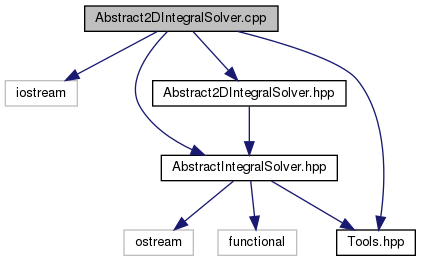 Abstract2DIntegralSolver.cpp
iostream
Abstract2DIntegralSolver.hpp
AbstractIntegralSolver.hpp
ostream
functional
Tools.hpp